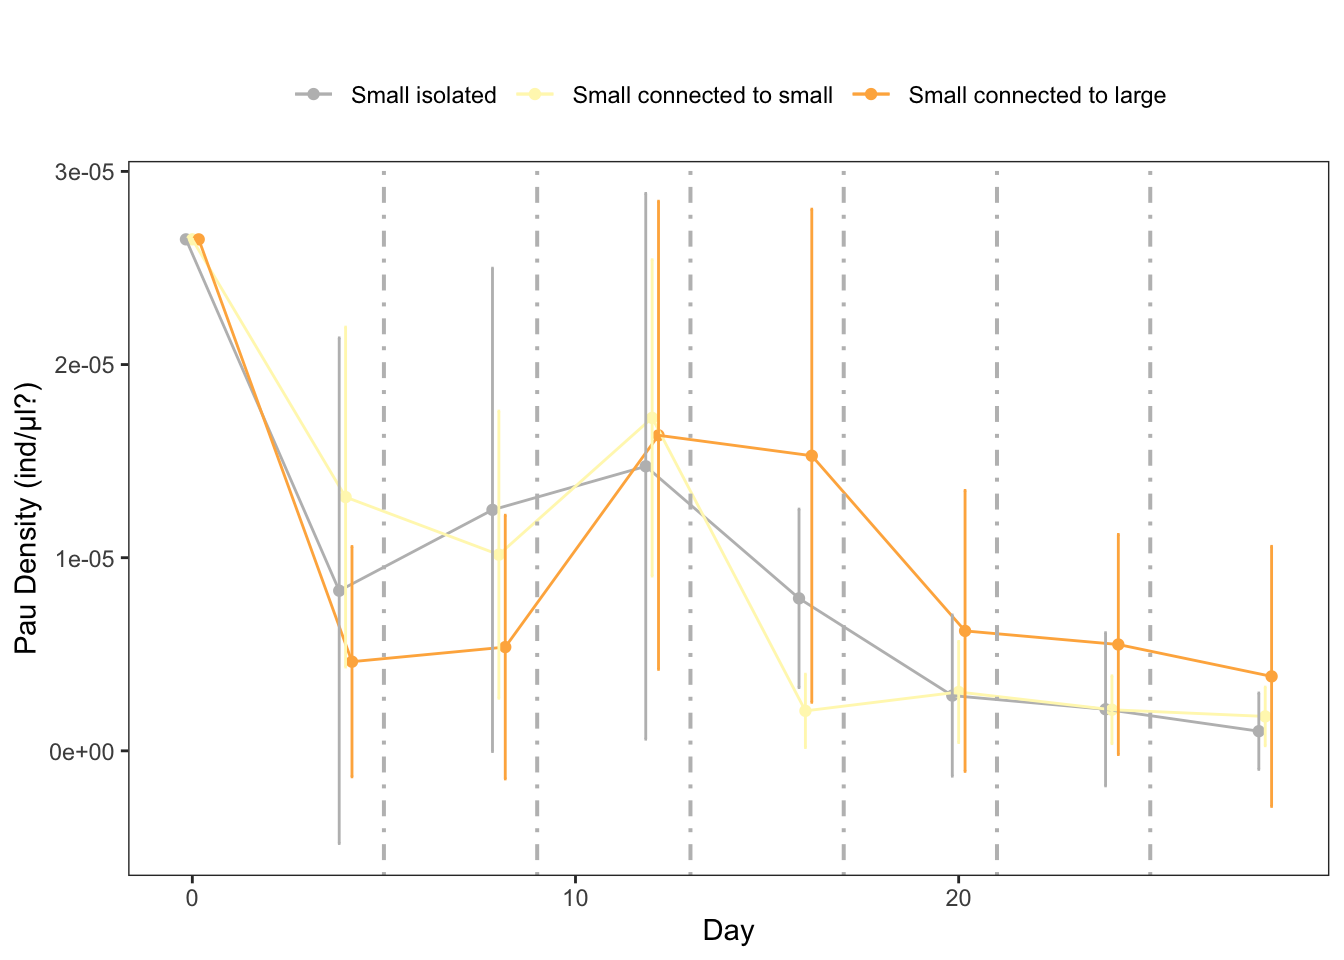 Small isolated Small connected to small Small connected to large
3e-05
2e-05
1e-05
0e+00
Pau Density (ind/µl?)
0 10 20
Day